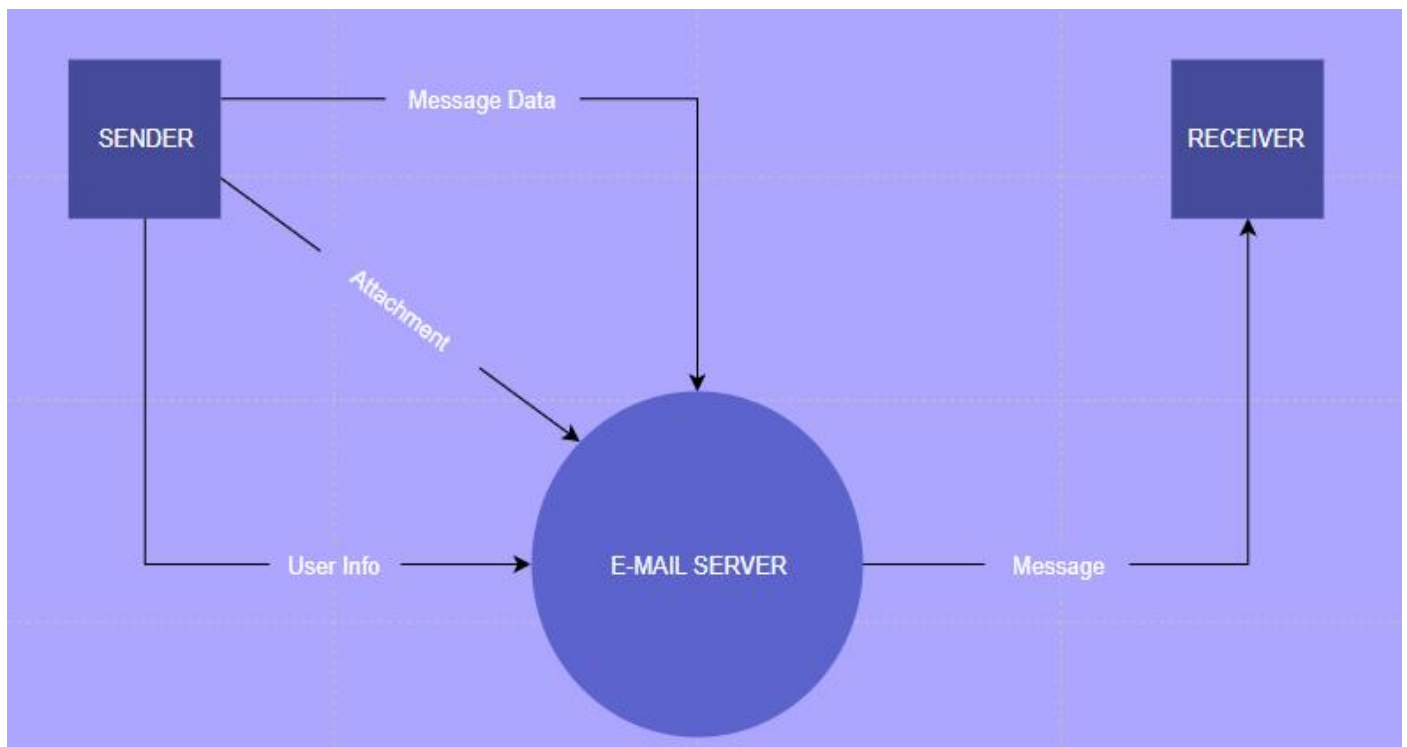 Message Data
SENDER
RECEIVER
Attachment
User Info
E-MAIL SERVER
Message